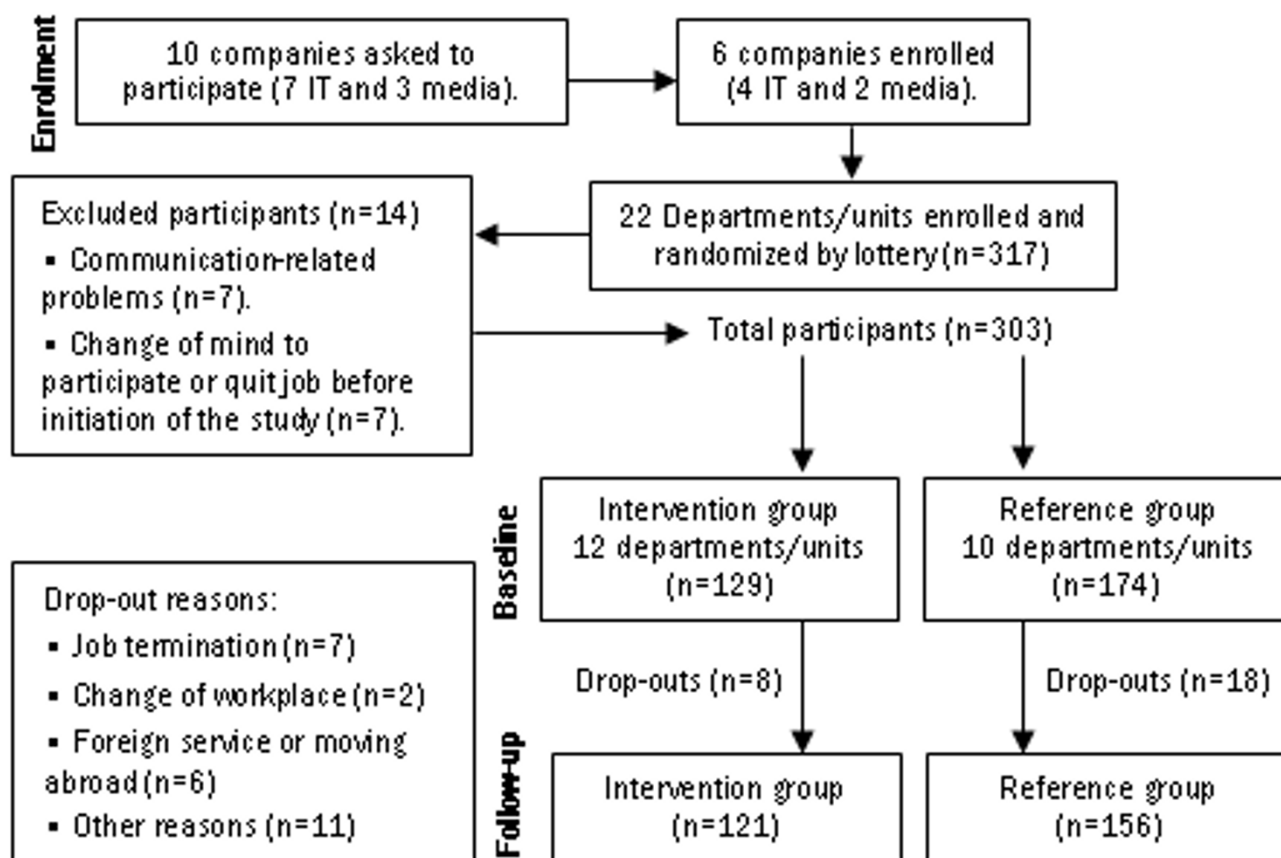 Enrolment
10 companies asked to
participate (7 IT and 3 media).
6 companies enrolled
(4 IT and 2 media).
22 Departments/units enrolled and
randomized by lottery (n=317)
Excluded participants (n=14)
▪ Communication-related
problems (n=7).
▪ Change of mind to
participate or quit job before
initiation of the study (n=7).
Total participants (n=303)
Baseline
Intervention group
12 departments/units
(n=129)
Reference group
10 departments/units
(n=174)
Drop-out reasons:
▪ Job termination (n=7)
▪ Change of workplace (n=2)
▪ Foreign service or moving
abroad (n=6)
▪ Other reasons (n=11)
Drop-outs (n=8)
Drop-outs (n=18)
Follow-up
Intervention group
(n=121)
Reference group
(n=156)